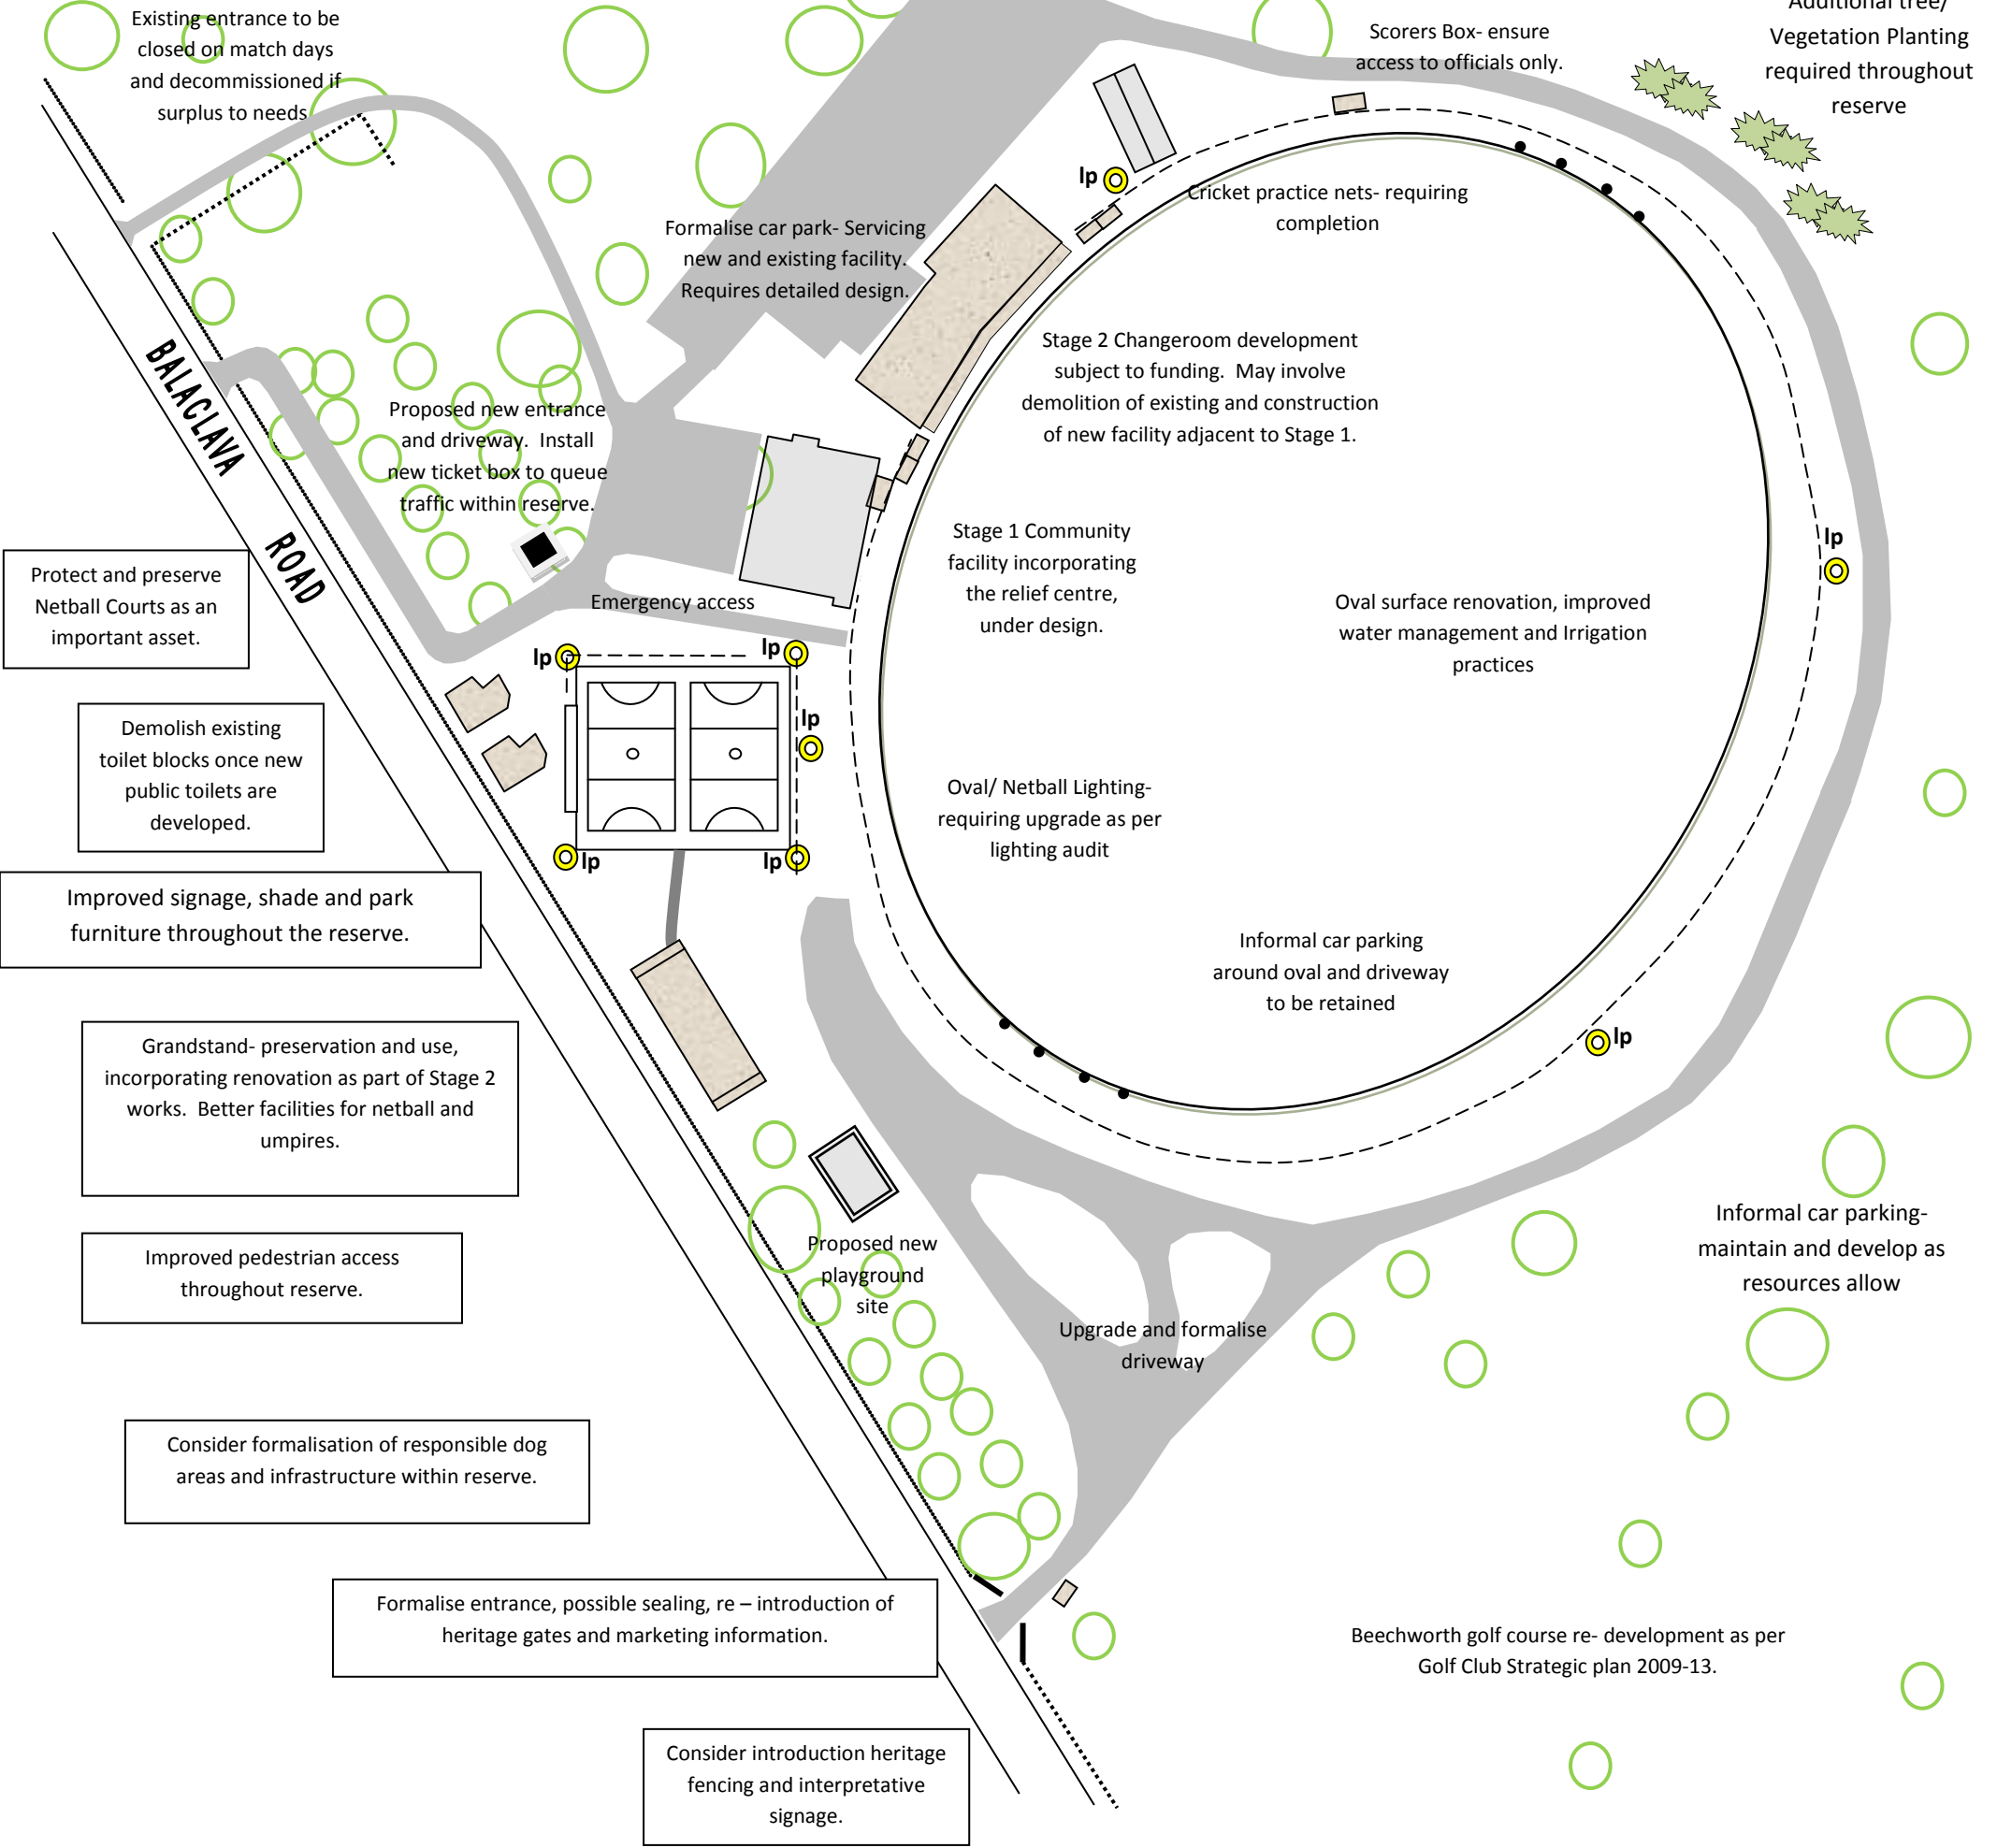 Existing entrance to be
closed on match days
and decommissioned if
surplus to needs
Scorers Box- ensure
access to officials only.
Additional tree/
Vegetation Planting
required throughout
reserve
lp
Cricket practice nets- requiring
completion
Formalise car park- Servicing
new and existing facility.
Requires detailed design.
Stage 2 Changeroom development
subject to funding.  May involve
demolition of existing and construction
of new facility adjacent to Stage 1.
BALACLAVA
ROAD
Proposed new entrance
and driveway.  Install
new ticket box to queue
traffic within reserve.
Stage 1 Community
facility incorporating
the relief centre,
under design.
lp
Protect and preserve
Netball Courts as an
important asset.
Emergency access
Oval surface renovation, improved
water management and Irrigation
practices
lp
lp
lp
Demolish existing
toilet blocks once new
public toilets are
developed.
Oval/ Netball Lighting-
requiring upgrade as per
lighting audit
lp
lp
Improved signage, shade and park
furniture throughout the reserve.
Informal car parking
around oval and driveway
to be retained
lp
Grandstand- preservation and use,
incorporating renovation as part of Stage 2
works.  Better facilities for netball and
umpires.
Improved pedestrian access
throughout reserve.
Proposed new
playground
site
Informal car parking-
maintain and develop as
resources allow
Upgrade and formalise
driveway
Consider formalisation of responsible dog
areas and infrastructure within reserve.
Formalise entrance, possible sealing, re – introduction of
heritage gates and marketing information.
Beechworth golf course re- development as per
Golf Club Strategic plan 2009-13.
Consider introduction heritage
fencing and interpretative
signage.